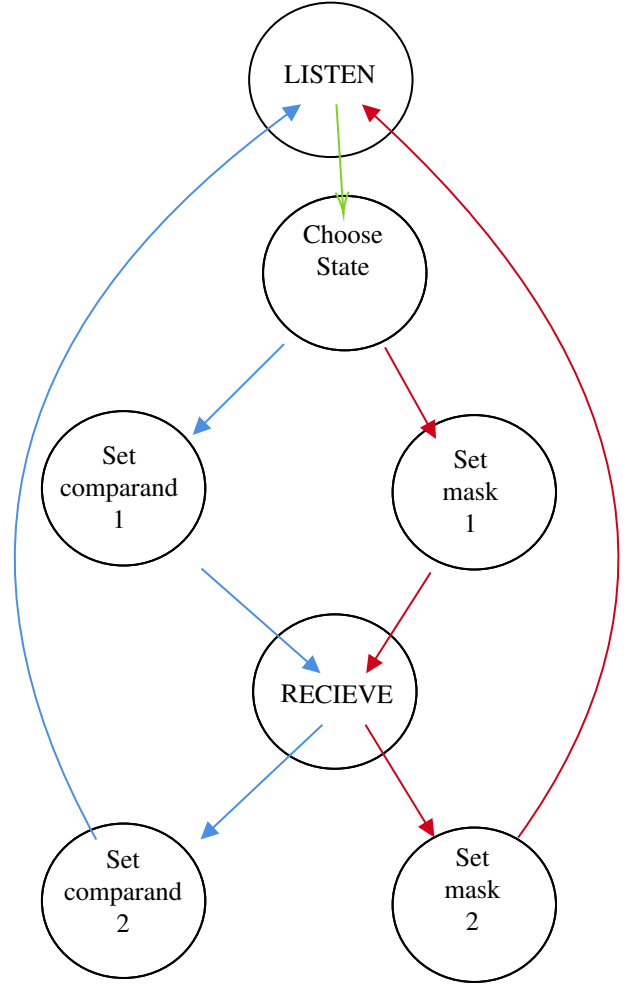 LISTEN
Choose
State
Set
comparand
1
Set
mask
1
RECIEVE
Set
comparand
2
Set
mask
2